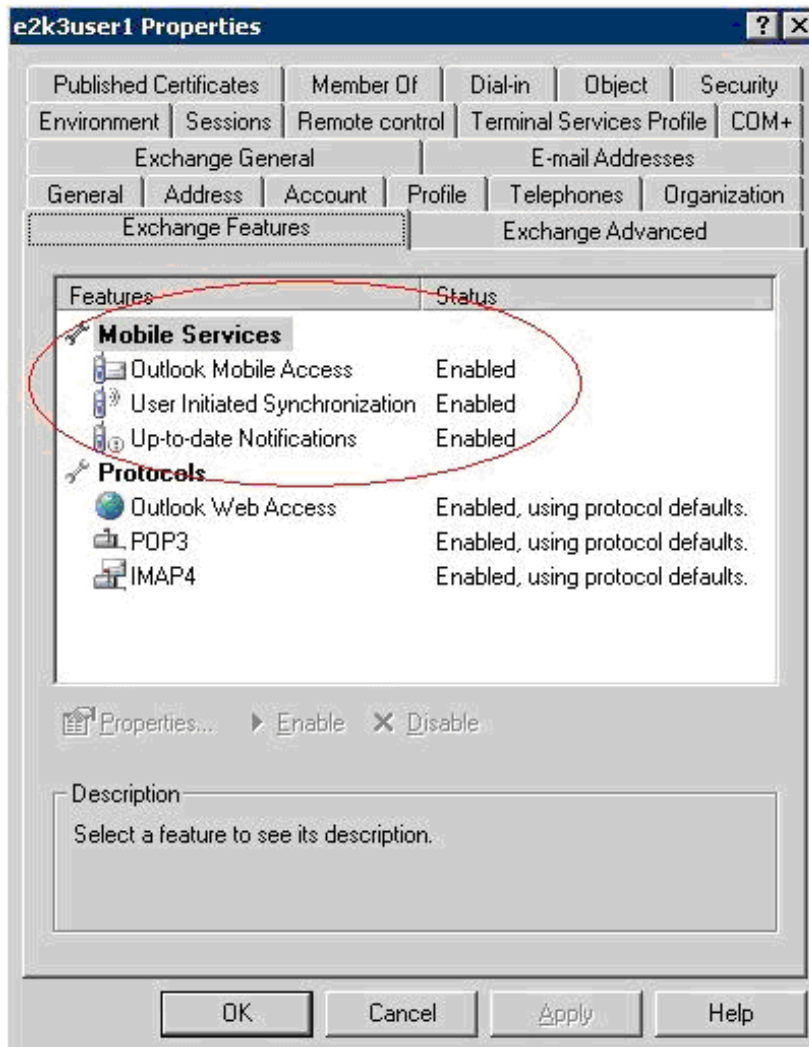 e2k3user1 Properties
Published Certificates Member Of Dial-in Object Security
Environment Sessions Remote control Terminal Services Profile COM+
Exchange General E-mail Addresses
General Address Account Profile Telephones Organization
Exchange Features Exchange Advanced
Features Status
Mobile Services
Outlook Mobile Access Enabled
User Initiated Synchronization Enabled
Up-to-date Notifications Enabled
Protocols
Outlook Web Access Enabled, using protocol defaults.
POP3 Enabled, using protocol defaults.
IMAP4 Enabled, using protocol defaults.
Properties... Enable Disable
Description
Select a feature to see its description.
OK Cancel Apply Help